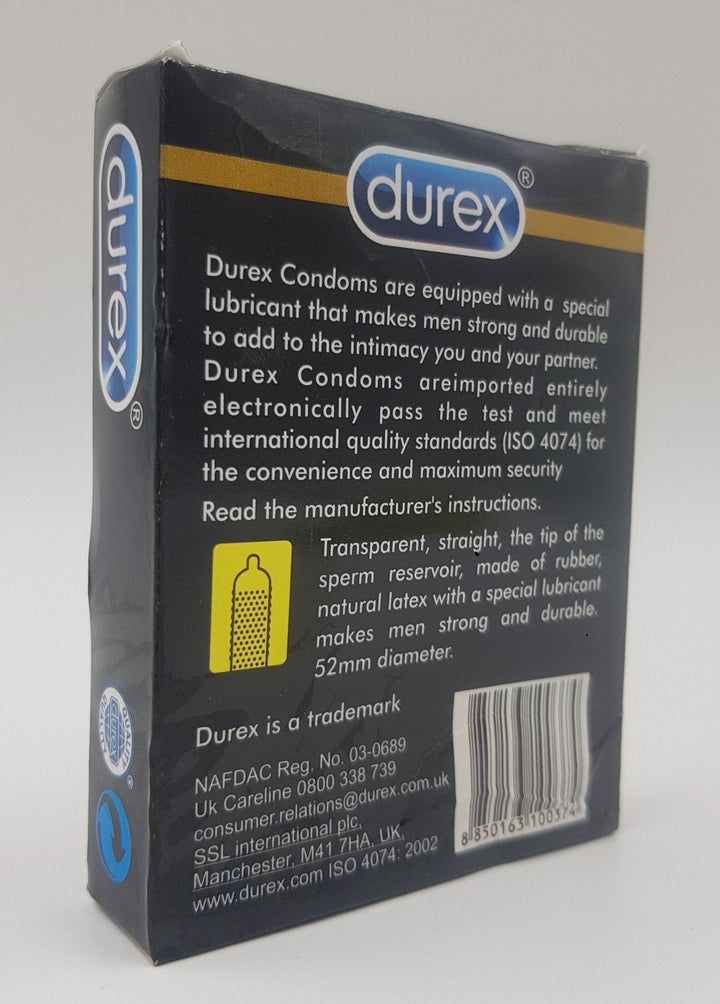 durex®
durex®
Durex Condoms are equipped with a special
lubricant that makes men strong and durable
to add to the intimacy you and your partner.
Durex Condoms areimported entirely
electronically pass the test and meet
international quality standards (ISO 4074) for
the convenience and maximum security
Read the manufacturer's instructions.
Transparent, straight, the tip of the
sperm reservoir, made of rubber,
natural latex with a special lubricant
makes men strong and durable.
52mm diameter.
Durex is a trademark
NAFDAC Reg. No. 03-0689
Uk Careline 0800 338 739
consumer.relations@durex.com.uk
SSL international plc,
Manchester, M41 7HA, UK,
www.durex.com ISO 4074: 2002
8 850163 100374
QUALITY
durex